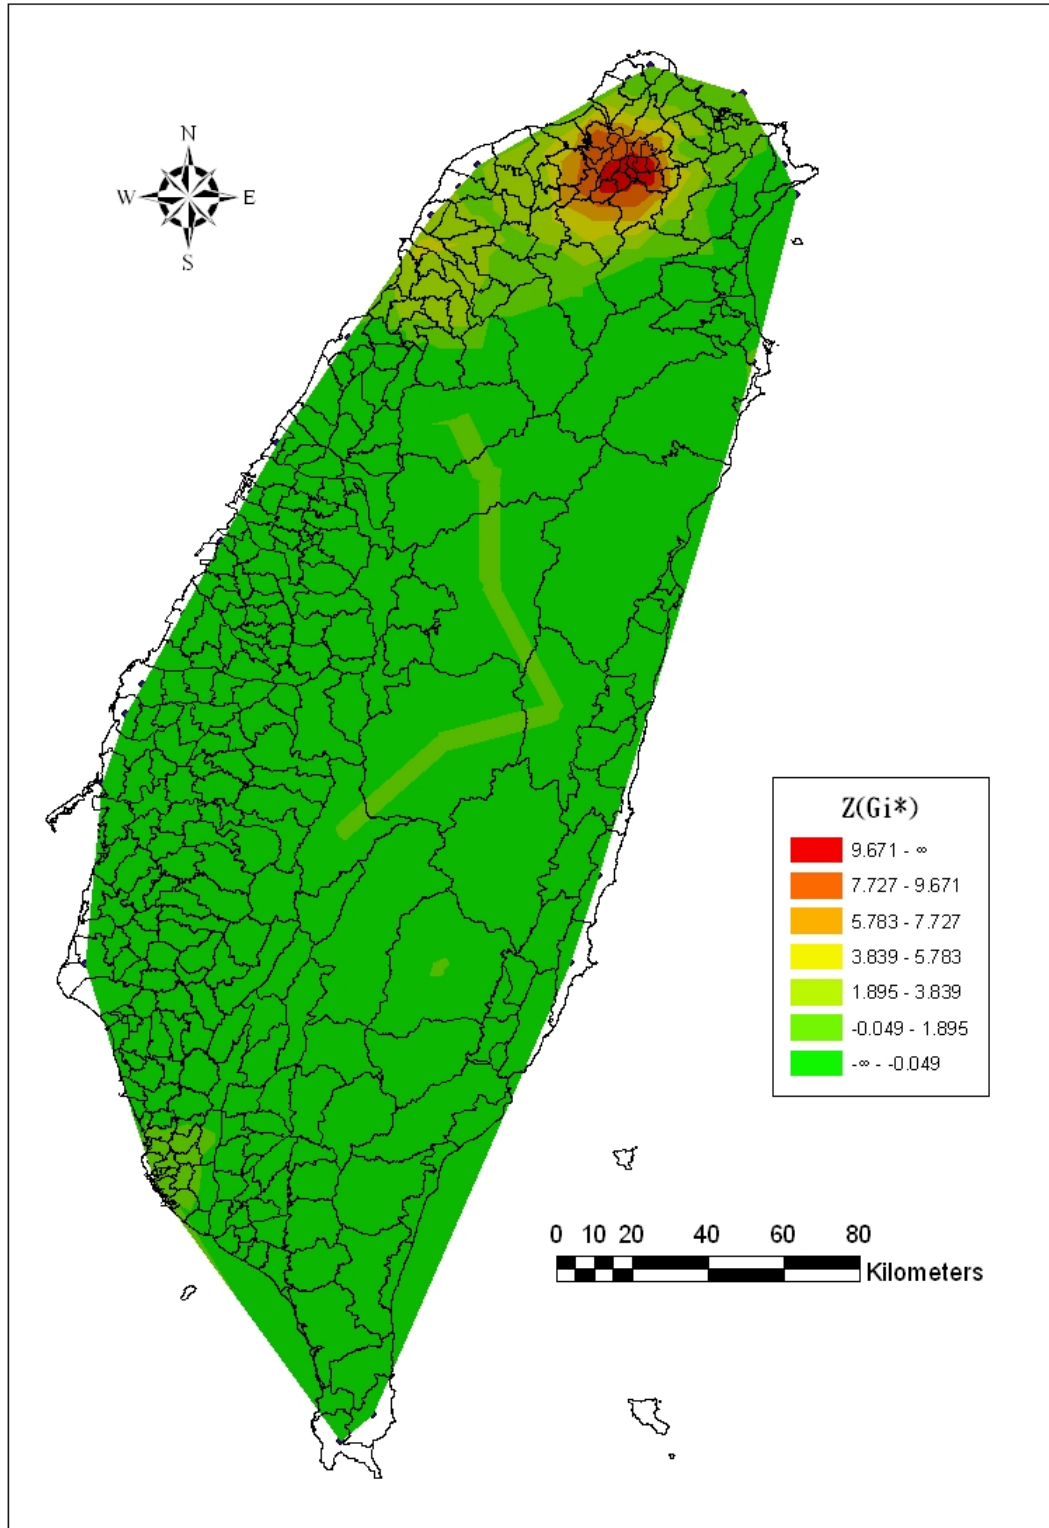 N
W E
S
Z(Gi*)
9.671 - ∞
7.727 - 9.671
5.783 - 7.727
3.839 - 5.783
1.895 - 3.839
-0.049 - 1.895
-∞ - -0.049
0 10 20 40 60 80
Kilometers